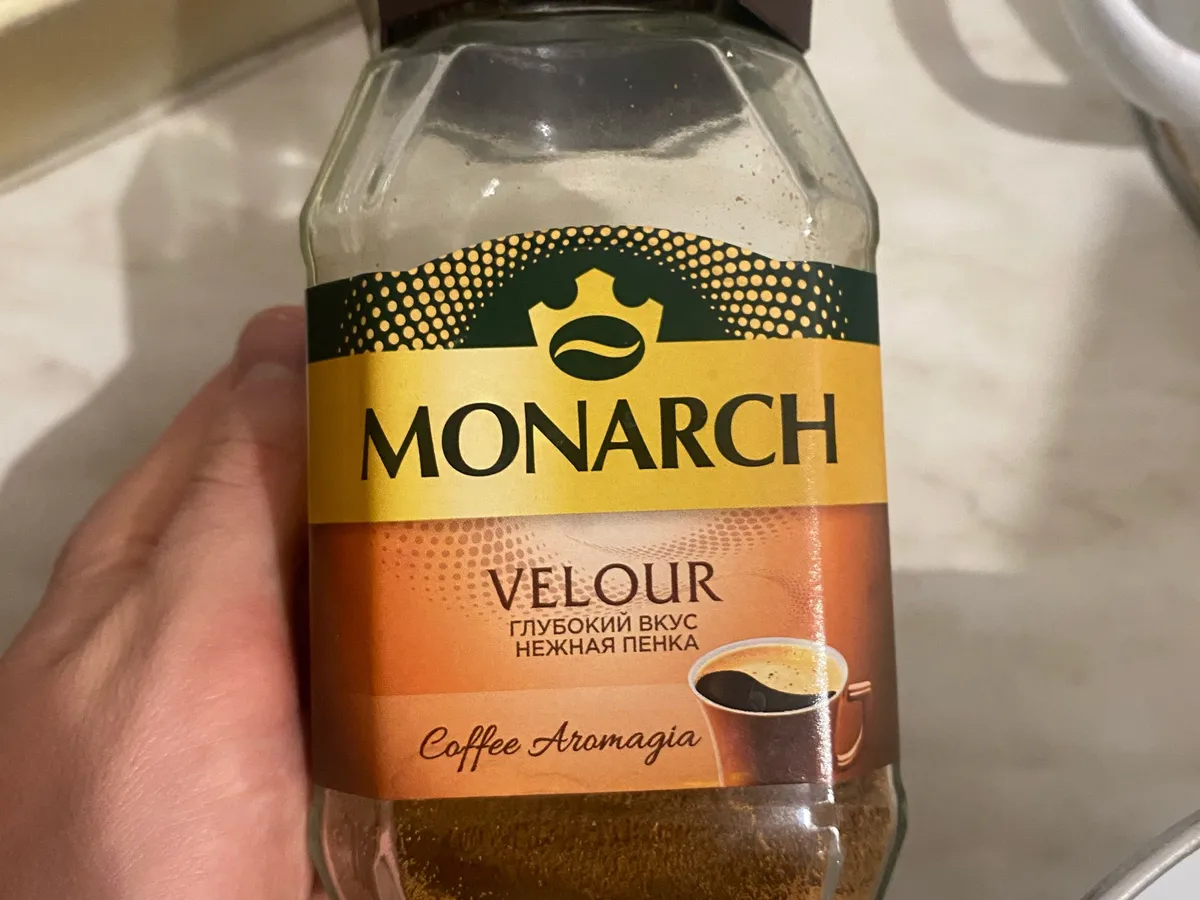 MONARCH
VELOUR
ГЛУБОКИЙ ВКУС
НЕЖНАЯ ПЕНКА
Coffee Aromagia